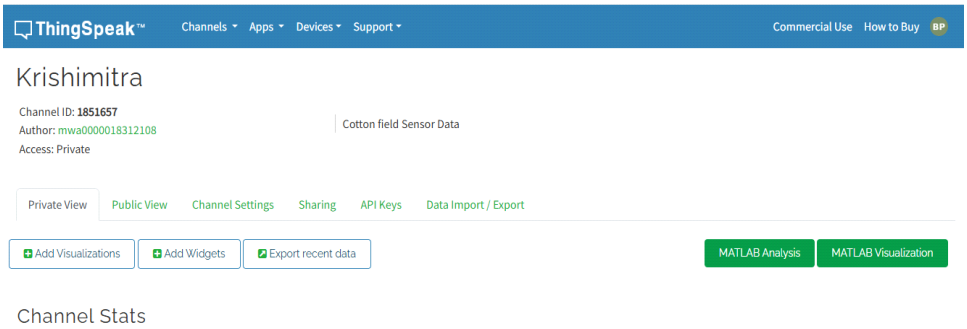 ThingSpeak™ Channels Apps Devices Support Commercial Use How to Buy BP
Krishimitra
Channel ID: 1851657
Author: mwa0000018312108
Access: Private
Cotton field Sensor Data
Private View Public View Channel Settings Sharing API Keys Data Import / Export
Add Visualizations Add Widgets Export recent data MATLAB Analysis MATLAB Visualization
Channel Stats